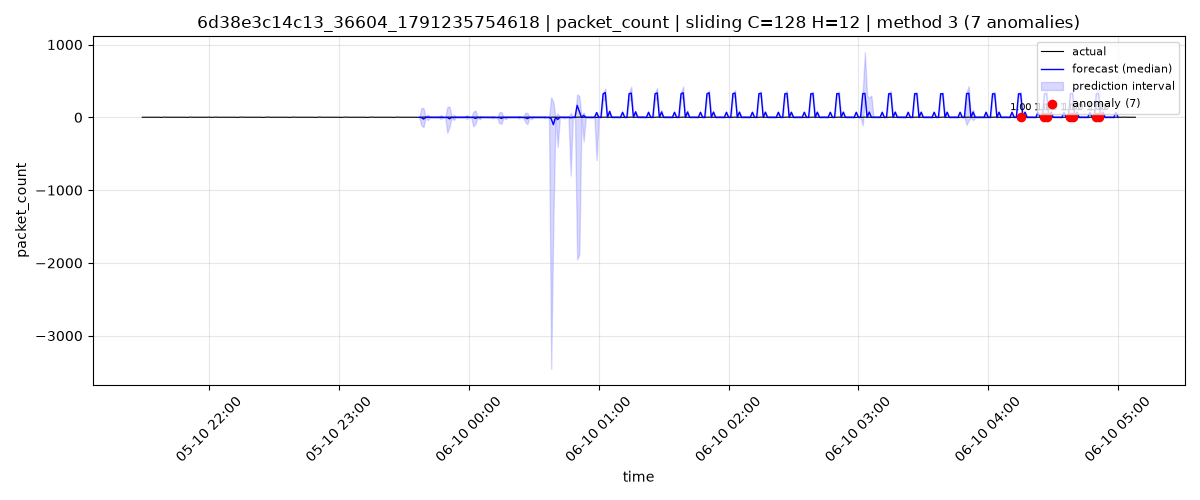 6d38e3c14c13_36604_1791235754618 | packet_count | sliding C=128 H=12 | method 3 (7 anomalies)
1000
0
−1000
−2000
−3000
packet_count
actual
forecast (median)
prediction interval
anomaly (7)
1.00
05-10 22:00
05-10 23:00
06-10 00:00
06-10 01:00
06-10 02:00
06-10 03:00
06-10 04:00
06-10 05:00
time